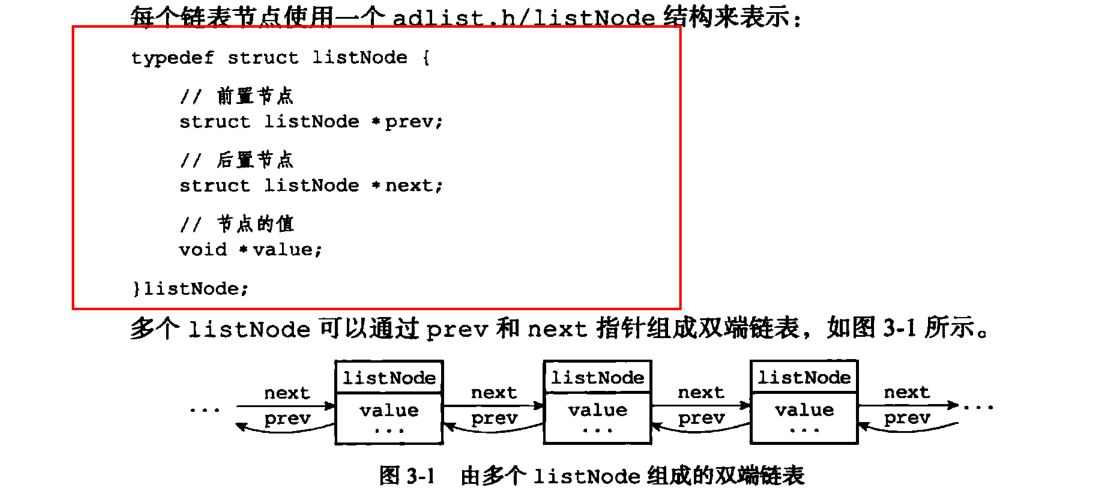 每个链表节点使用一个 adlist.h/listNode 结构来表示：
typedef struct listNode {
// 前置节点
struct listNode *prev;
// 后置节点
struct listNode *next;
// 节点的值
void *value;
}listNode;
多个 listNode 可以通过 prev 和 next 指针组成双端链表，如图 3-1 所示。
listNode listNode listNode
... next next next next ...
prev value prev value prev value prev
... ... ...
图 3-1 由多个 listNode 组成的双端链表